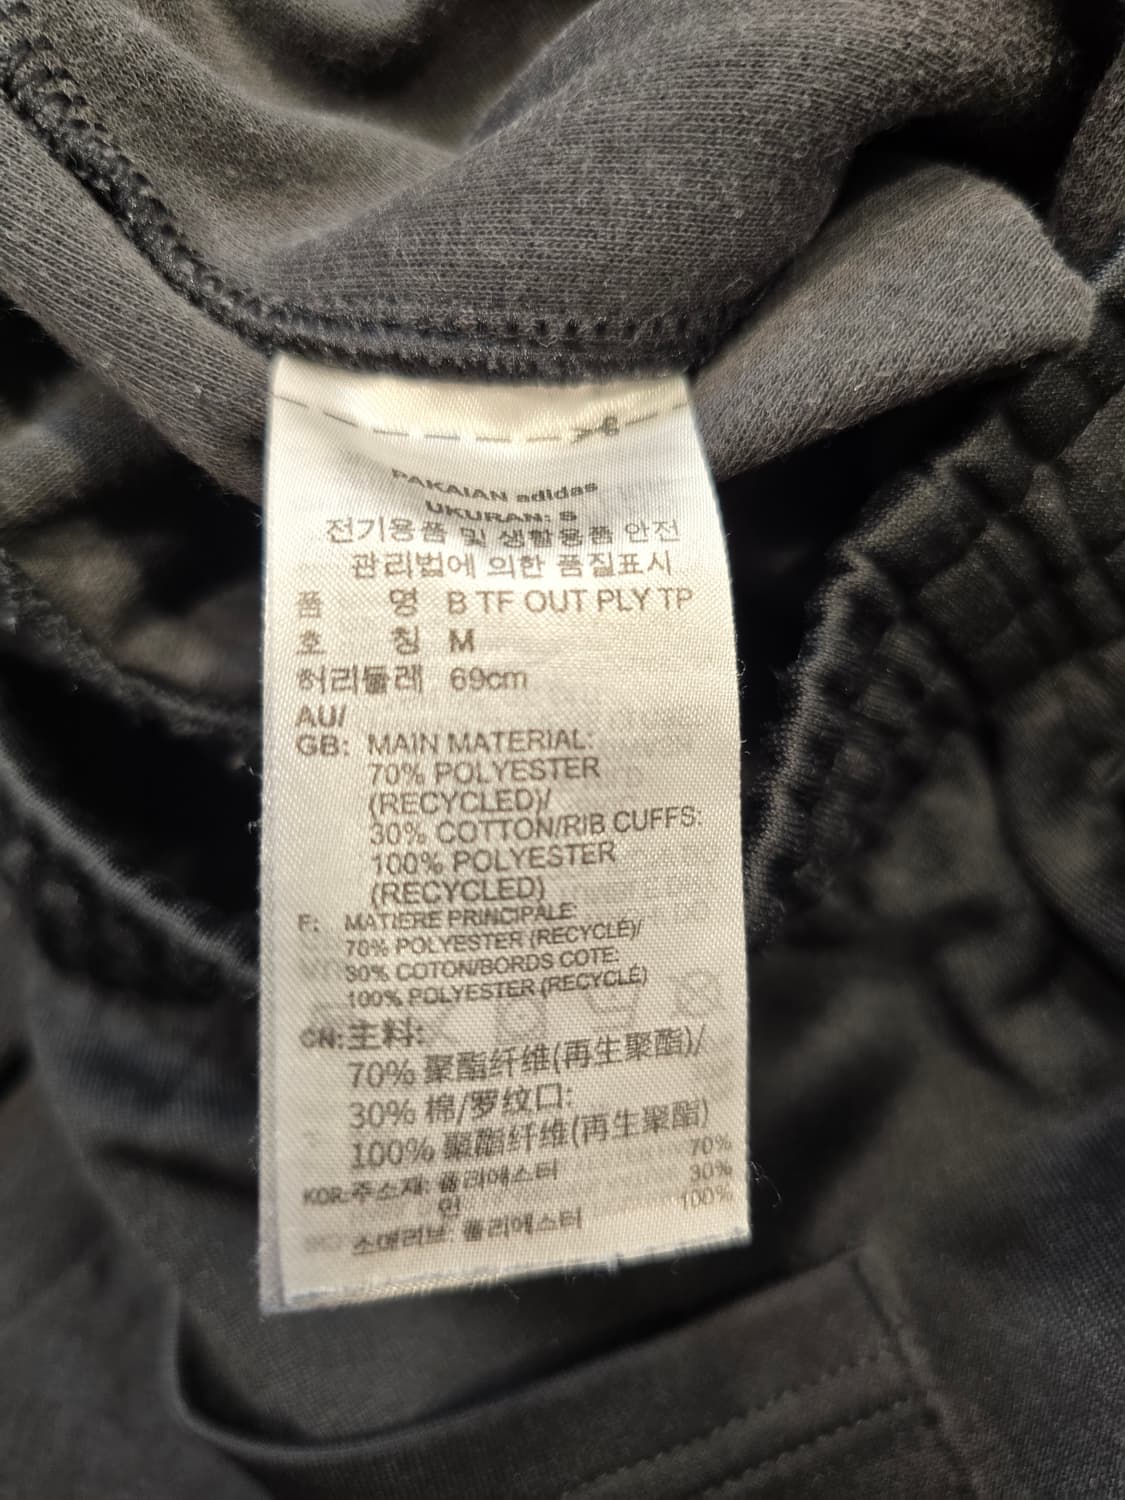 PAKAIAN adidas
UKURAN: S
전기용품 및 생활용품 안전
관리법에 의한 품질표시
품 명 B TF OUT PLY TP
호 칭 M
허리둘레 69cm
AU/
GB: MAIN MATERIAL:
70% POLYESTER
(RECYCLED)/
30% COTTON/RIB CUFFS:
100% POLYESTER
(RECYCLED)
F: MATIERE PRINCIPALE:
70% POLYESTER (RECYCLÉ)/
30% COTON/BORDS COTE:
100% POLYESTER (RECYCLÉ)
CN: 主料:
70% 聚酯纤维(再生聚酯)/
30% 棉/罗纹口:
100% 聚酯纤维(再生聚酯)
KOR: 주소재: 폴리에스터 70%
면 30%
소매리브: 폴리에스터 100%